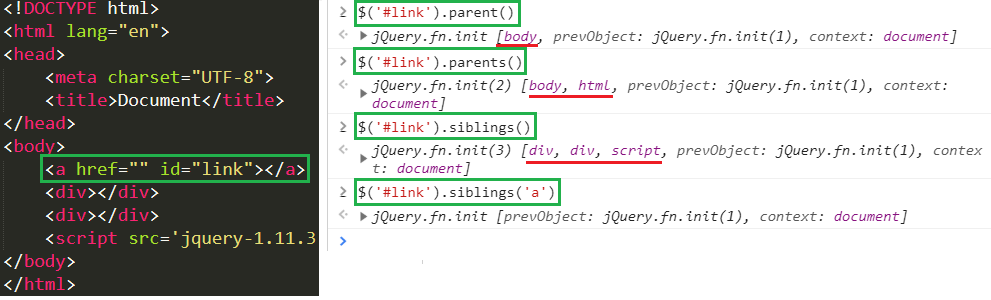 <!DOCTYPE html>
<html lang="en">
<head>
<meta charset="UTF-8">
<title>Document</title>
</head>
<body>
<a href="" id="link"></a>
<div></div>
<div></div>
<script src='jquery-1.11.3
</body>
</html>
2 $('#link').parent()
jQuery.fn.init [body, prevObject: jQuery.fn.init(1), context: document]
$('#link').parents()
jQuery.fn.init(2) [body, html, prevObject: jQuery.fn.init(1), context:
document]
2 $('#link').siblings()
jQuery.fn.init(3) [div, div, script, prevObject: jQuery.fn.init(1), contex
t: document]
2 $('#link').siblings('a')
jQuery.fn.init [prevObject: jQuery.fn.init(1), context: document]